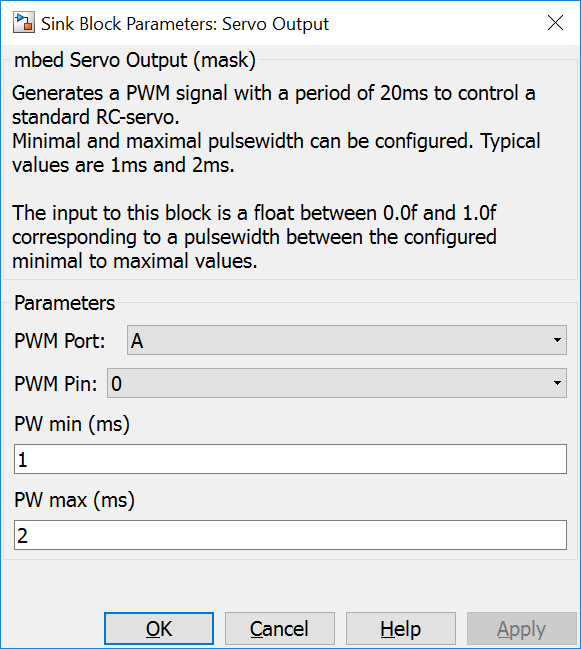 Sink Block Parameters: Servo Output
mbed Servo Output (mask)
Generates a PWM signal with a period of 20ms to control a
standard RC-servo.
Minimal and maximal pulsewidth can be configured. Typical
values are 1ms and 2ms.
The input to this block is a float between 0.0f and 1.0f
corresponding to a pulsewidth between the configured
minimal to maximal values.
Parameters
PWM Port: A
PWM Pin: 0
PW min (ms)
1
PW max (ms)
2
OK Cancel Help Apply